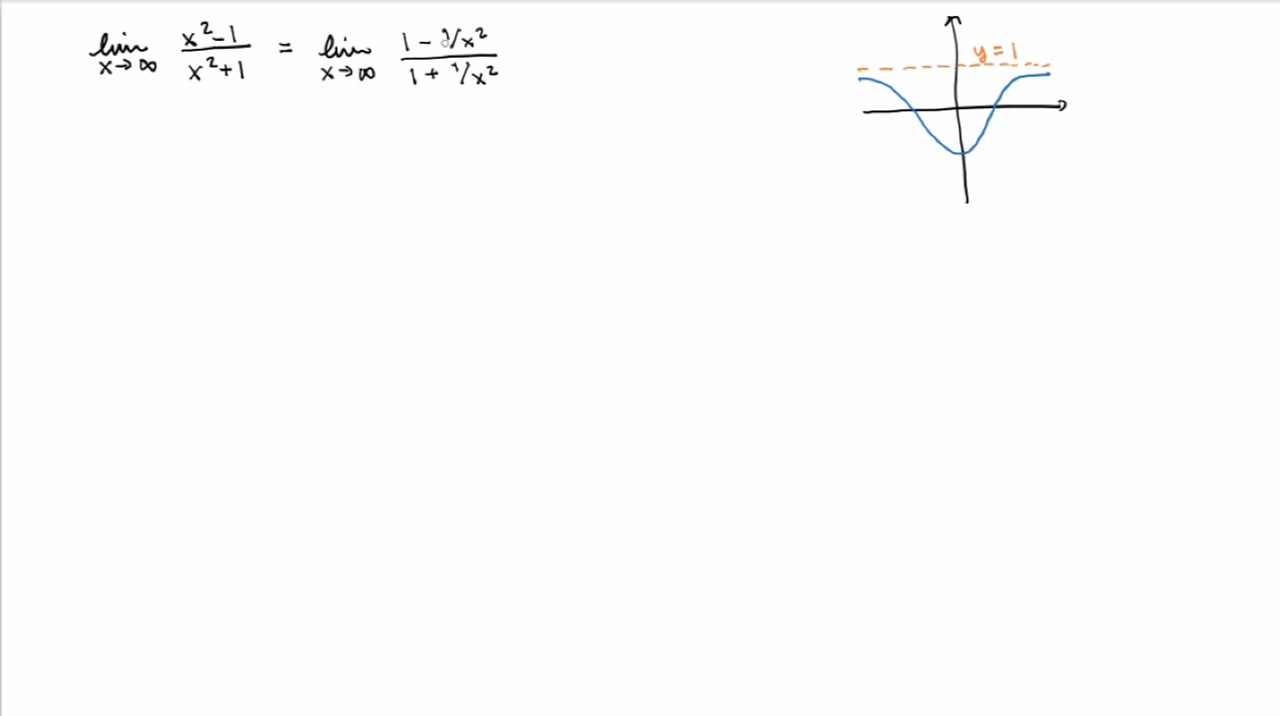 lim x→∞ (x²-1)/(x²+1) = lim x→∞ (1 - 1/x²)/(1 + 1/x²)
y = 1